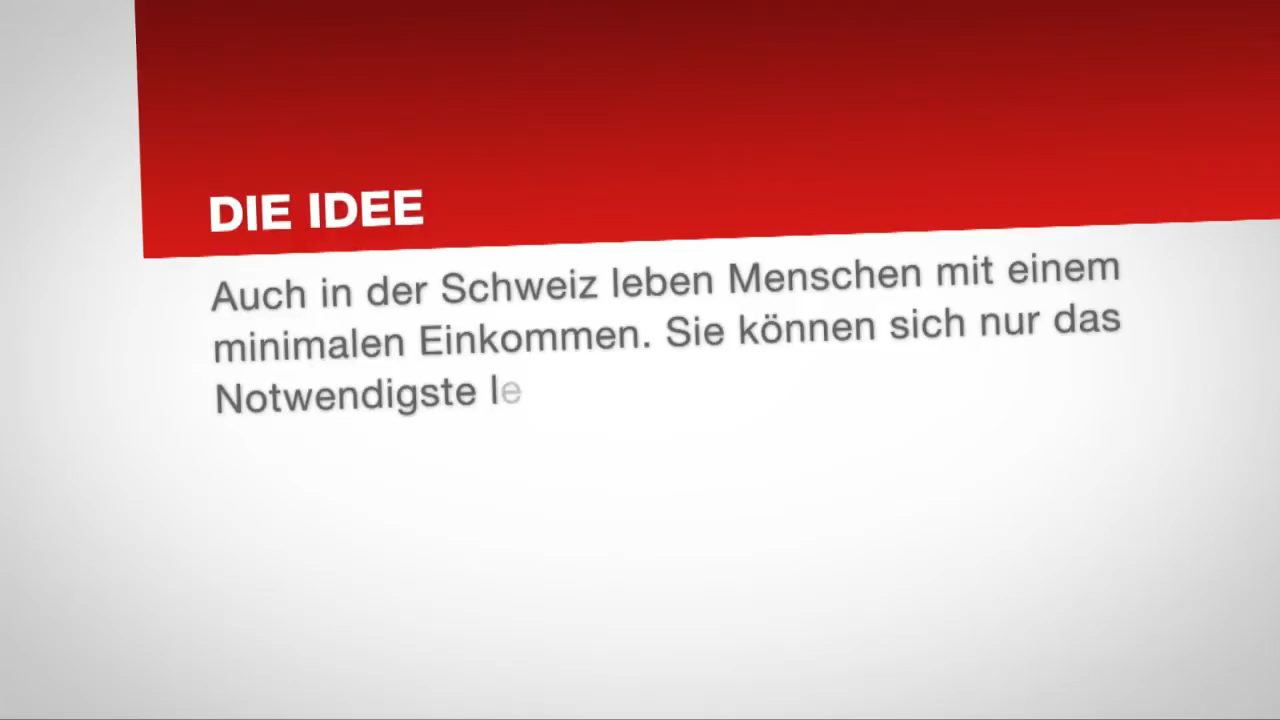 DIE IDEE
Auch in der Schweiz leben Menschen mit einem
minimalen Einkommen. Sie können sich nur das
Notwendigste le